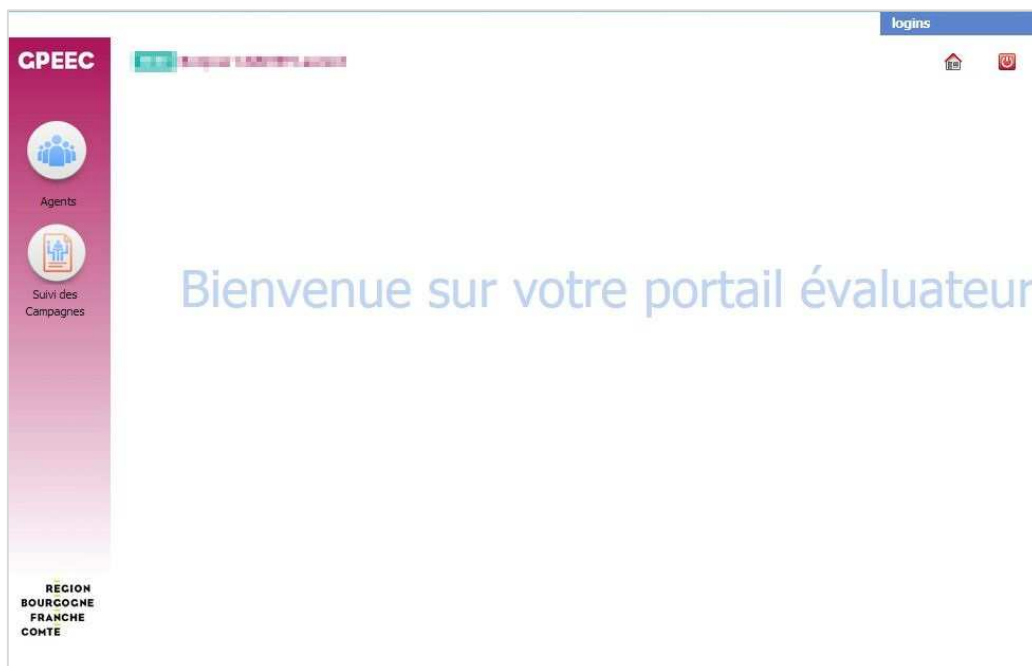 logins
GPEEC
Agents
Suivi des
Campagnes
Bienvenue sur votre portail évaluateur
REGION
BOURGOGNE
FRANCHE
COMTE